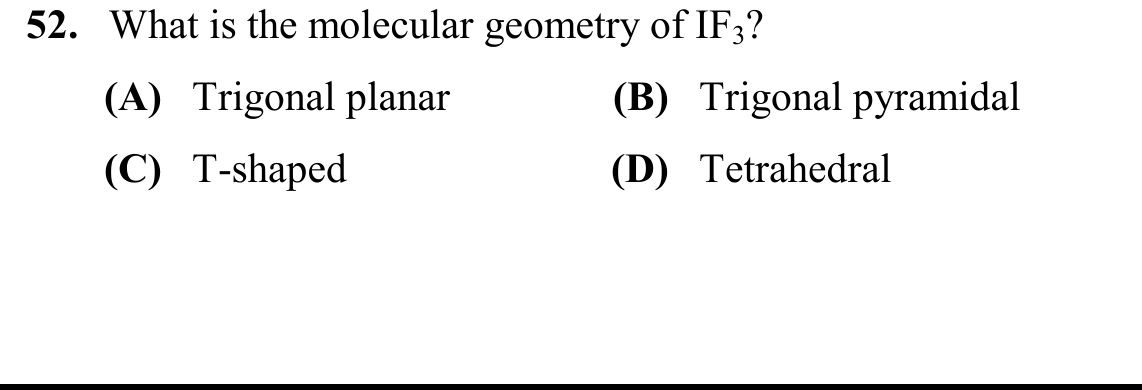 52. What is the molecular geometry of IF₃?
(A) Trigonal planar (B) Trigonal pyramidal
(C) T-shaped (D) Tetrahedral